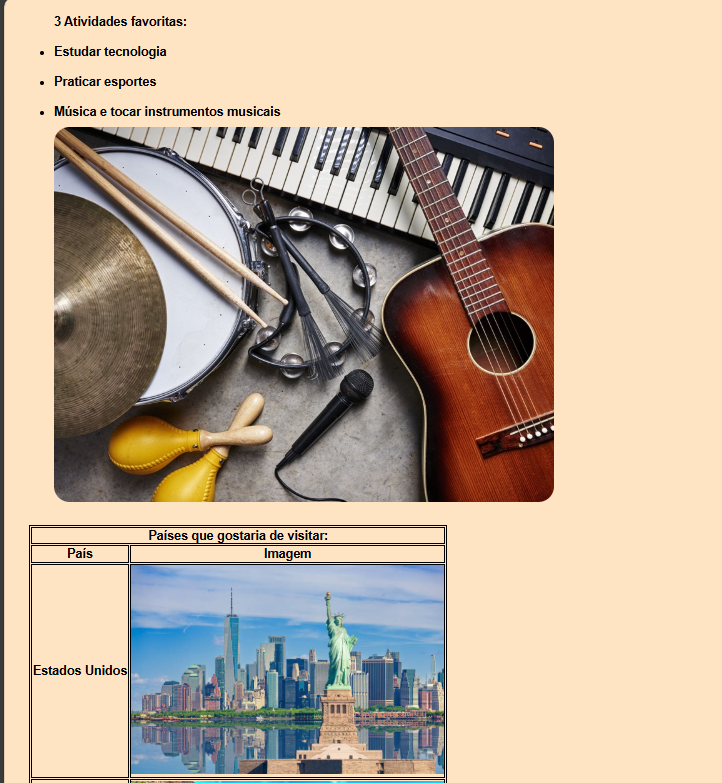 3 Atividades favoritas:
Estudar tecnologia
Praticar esportes
Música e tocar instrumentos musicais
Países que gostaria de visitar:
País Imagem
Estados Unidos